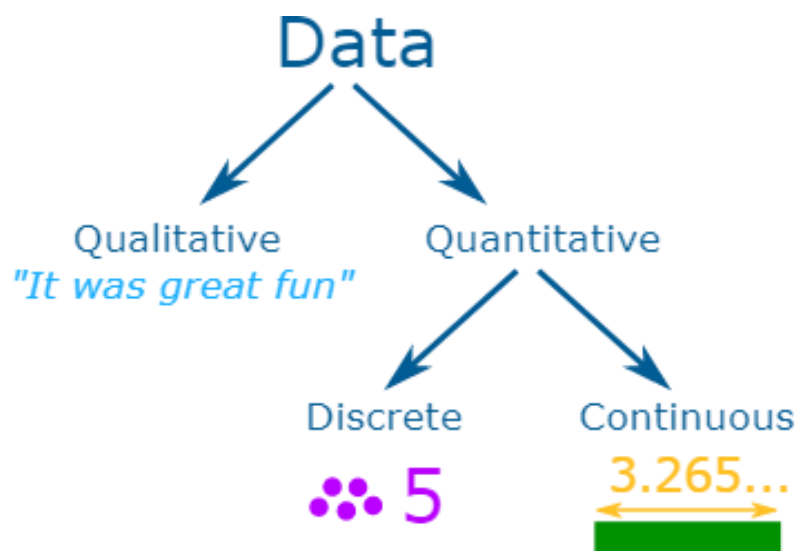 Data
Qualitative
Quantitative
"It was great fun"
Discrete
Continuous
5
3.265...